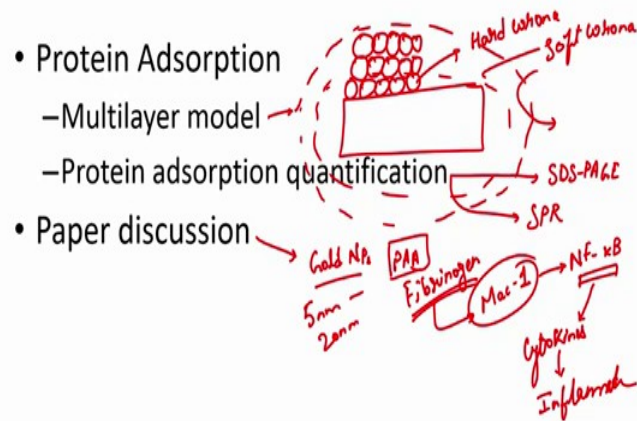 • Protein Adsorption
–Multilayer model
–Protein adsorption quantification
• Paper discussion
Hard corona
Soft corona
SDS-PAGE
SPR
Gold NPs
5nm –
20nm
PAA
Fibrinogen
Mac-1
NF-κB
Cytokines
Inflammat